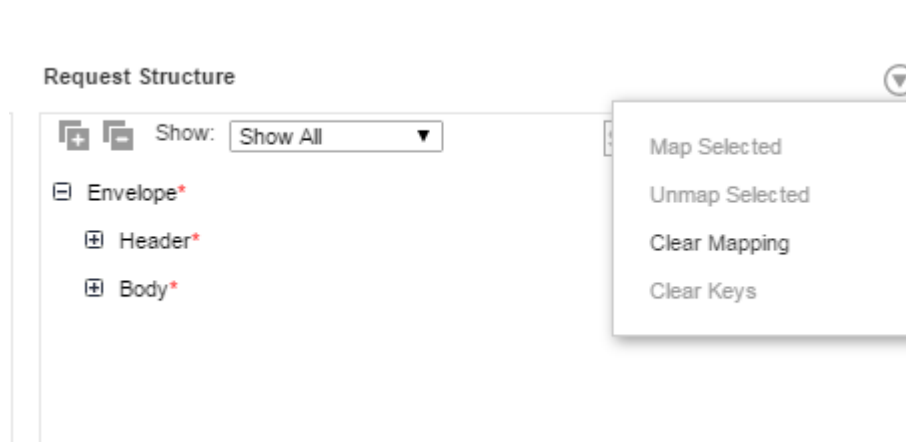 Request Structure
Show: Show All
Envelope*
Header*
Body*
Map Selected
Unmap Selected
Clear Mapping
Clear Keys